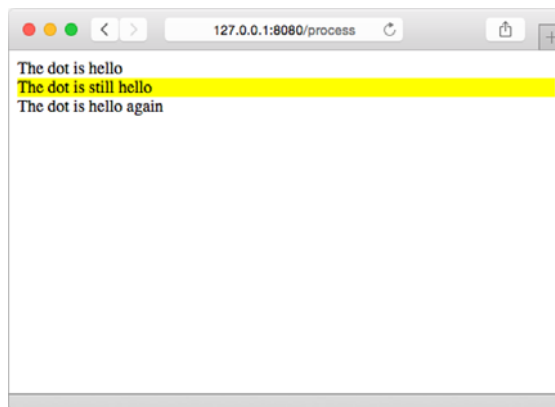 127.0.0.1:8080/process
The dot is hello
The dot is still hello
The dot is hello again